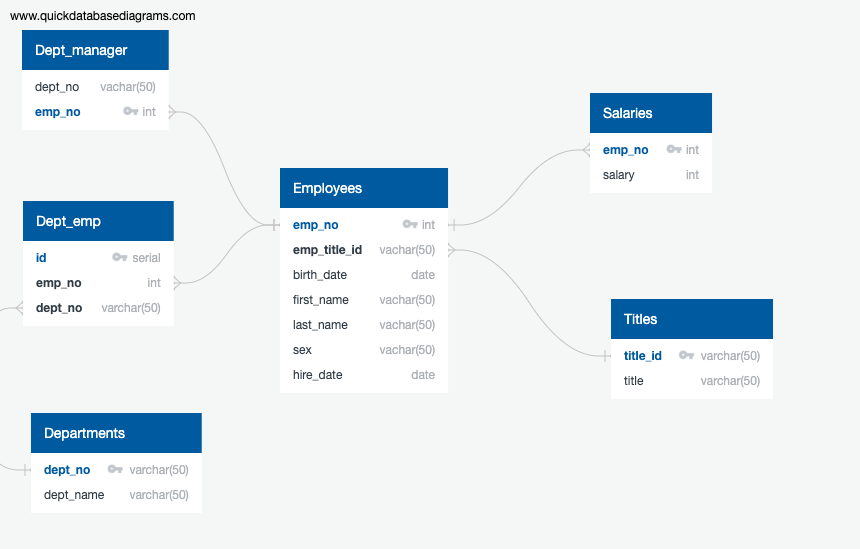 www.quickdatabasediagrams.com
Dept_manager
dept_no vachar(50)
emp_no int
Dept_emp
id serial
emp_no int
dept_no varchar(50)
Departments
dept_no varchar(50)
dept_name varchar(50)
Employees
emp_no int
emp_title_id vachar(50)
birth_date date
first_name vachar(50)
last_name vachar(50)
sex vachar(50)
hire_date date
Salaries
emp_no int
salary int
Titles
title_id varchar(50)
title varchar(50)